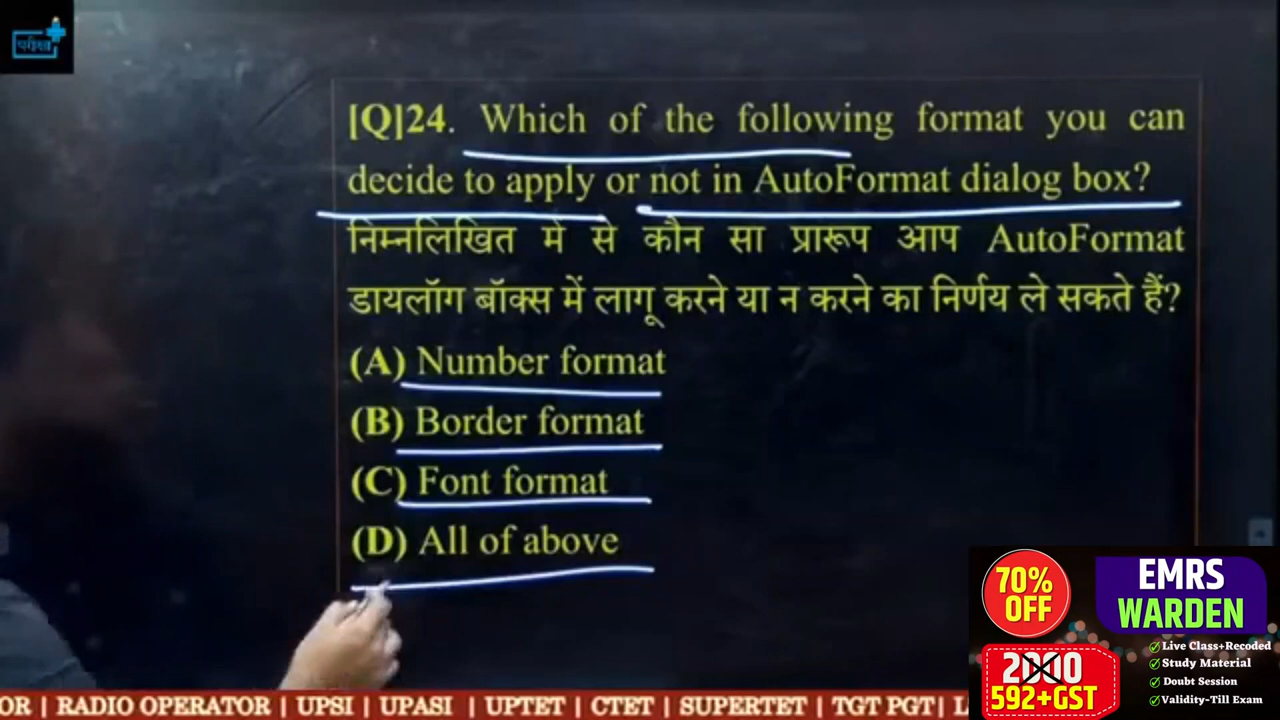 परीक्षा
[Q]24. Which of the following format you can
decide to apply or not in AutoFormat dialog box?
निम्नलिखित में से कौन सा प्रारूप आप AutoFormat
डायलॉग बॉक्स में लागू करने या न करने का निर्णय ले सकते हैं?
(A) Number format
(B) Border format
(C) Font format
(D) All of above
70%
OFF
EMRS
WARDEN
2000
592+GST
Live Class+Recoded
Study Material
Doubt Session
Validity-Till Exam
OR | RADIO OPERATOR | UPSI | UPASI | UPTET | CTET | SUPERTET | TGT PGT |